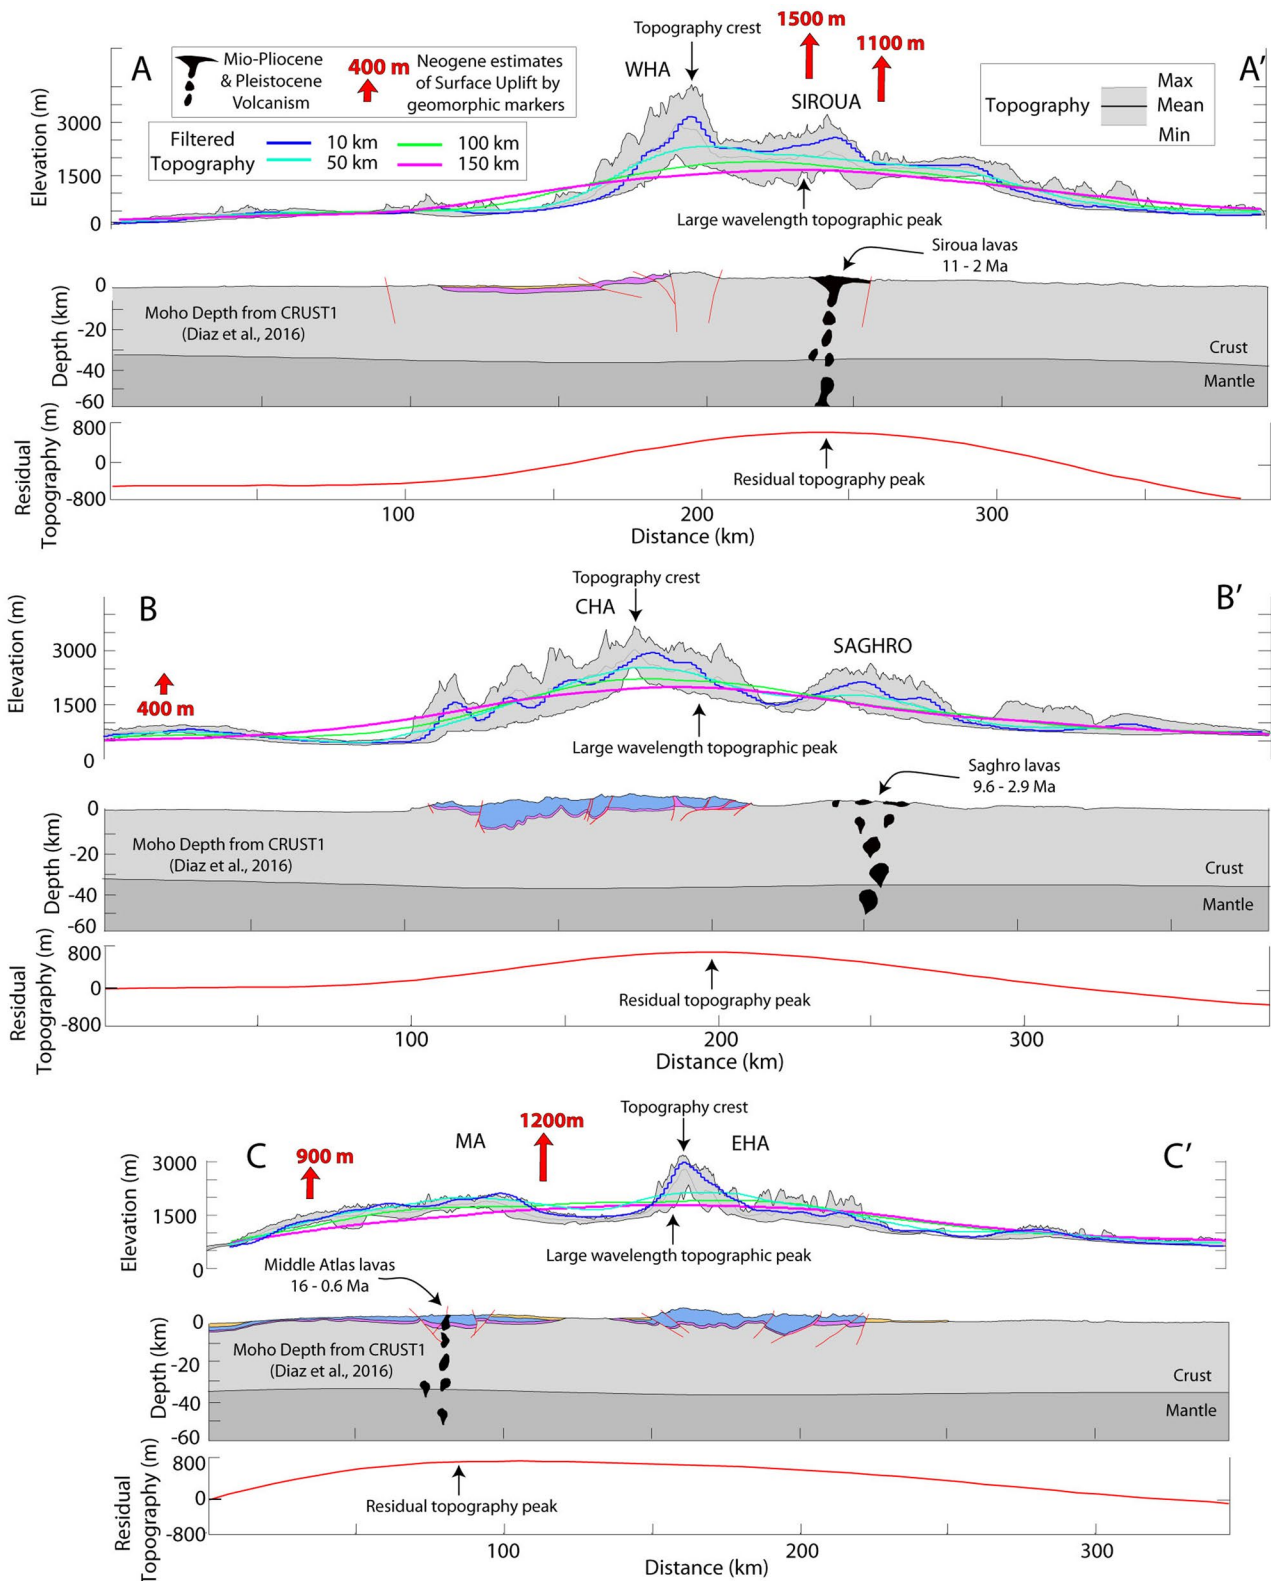 A
Mio-Pliocene
& Pleistocene
Volcanism
400 m
Neogene estimates
of Surface Uplift by
geomorphic markers
Filtered
Topography
10 km
50 km
100 km
150 km
Topography crest
WHA
1500 m
1100 m
SIROUA
A'
Topography
Max
Mean
Min
Elevation (m)
3000
1500
0
Large wavelength topographic peak
Siroua lavas
11 - 2 Ma
Depth (km)
0
-20
-40
-60
Moho Depth from CRUST1
(Diaz et al., 2016)
Crust
Mantle
Residual
Topography (m)
800
0
-800
Residual topography peak
100
200
300
Distance (km)
B
Topography crest
CHA
SAGHRO
B'
Elevation (m)
3000
1500
0
400 m
Large wavelength topographic peak
Saghro lavas
9.6 - 2.9 Ma
Depth (km)
0
-20
-40
-60
Moho Depth from CRUST1
(Diaz et al., 2016)
Crust
Mantle
Residual
Topography (m)
800
0
-800
Residual topography peak
100
200
300
Distance (km)
C
900 m
MA
1200m
Topography crest
EHA
C'
Elevation (m)
3000
1500
0
Large wavelength topographic peak
Middle Atlas lavas
16 - 0.6 Ma
Depth (km)
0
-20
-40
-60
Moho Depth from CRUST1
(Diaz et al., 2016)
Crust
Mantle
Residual
Topography (m)
800
0
-800
Residual topography peak
100
200
300
Distance (km)